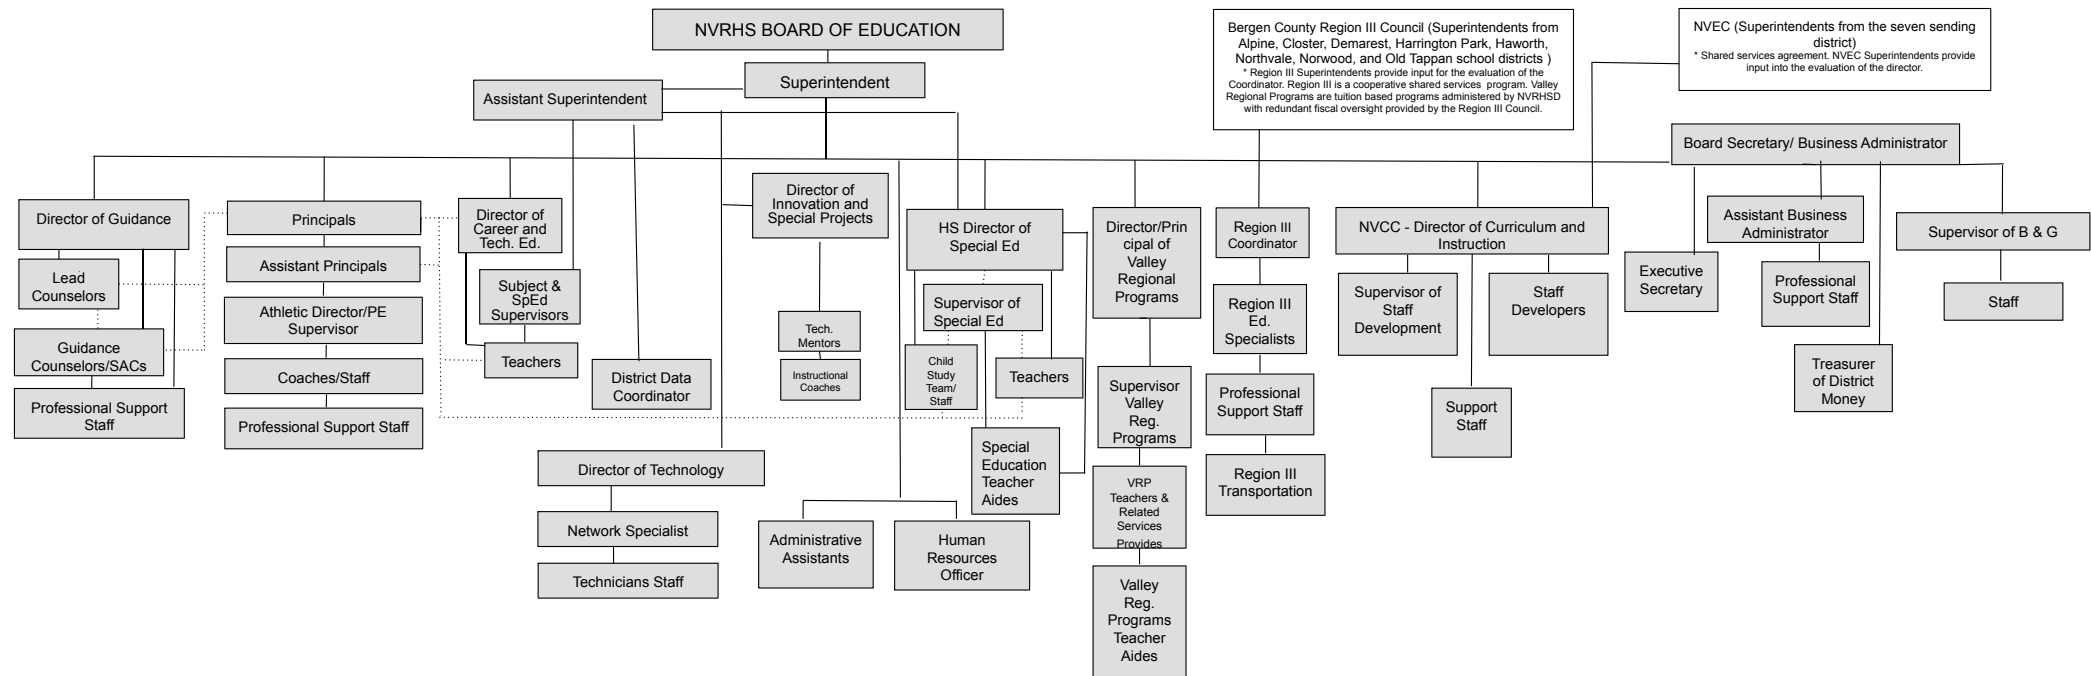 NVRHS BOARD OF EDUCATION
Superintendent
Assistant Superintendent
Bergen County Region III Council (Superintendents from
Alpine, Closter, Demarest, Harrington Park, Haworth,
Northvale, Norwood, and Old Tappan school districts )
* Region III Superintendents provide input for the evaluation of the
Coordinator. Region III is a cooperative shared services program. Valley
Regional Programs are tuition based programs administered by NVRHSD
with redundant fiscal oversight provided by the Region III Council.
NVEC (Superintendents from the seven sending
district)
* Shared services agreement. NVEC Superintendents provide
input into the evaluation of the director.
Board Secretary/ Business Administrator
Director of Guidance
Lead
Counselors
Guidance
Counselors/SACs
Professional Support
Staff
Principals
Assistant Principals
Athletic Director/PE
Supervisor
Coaches/Staff
Professional Support Staff
Director of
Career and
Tech. Ed.
Subject &
SpEd
Supervisors
Teachers
District Data
Coordinator
Director of Technology
Network Specialist
Technicians Staff
Director of
Innovation and
Special Projects
Tech.
Mentors
Instructional
Coaches
Administrative
Assistants
Human
Resources
Officer
HS Director of
Special Ed
Supervisor of
Special Ed
Child
Study
Team/
Staff
Teachers
Special
Education
Teacher
Aides
Director/Prin
cipal of
Valley
Regional
Programs
Supervisor
Valley
Reg.
Programs
VRP
Teachers &
Related
Services
Provides
Valley
Reg.
Programs
Teacher
Aides
Region III
Coordinator
Region III
Ed.
Specialists
Professional
Support Staff
Region III
Transportation
NVCC - Director of Curriculum and
Instruction
Supervisor of
Staff
Development
Support
Staff
Staff
Developers
Executive
Secretary
Assistant Business
Administrator
Professional
Support Staff
Treasurer
of District
Money
Supervisor of B & G
Staff